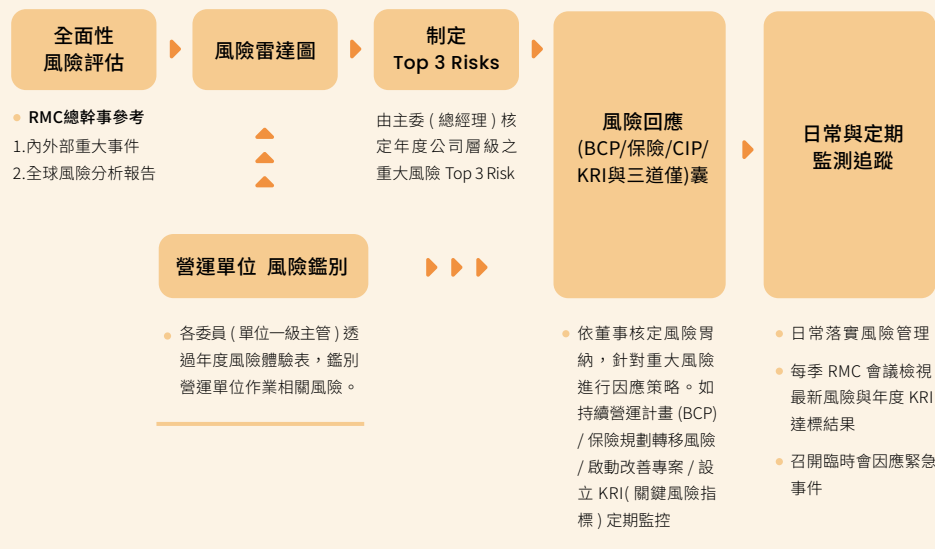 全面性
風險評估
風險雷達圖
制定
Top 3 Risks
RMC總幹事參考
1.內外部重大事件
2.全球風險分析報告
由主委 ( 總經理 ) 核
定年度公司層級之
重大風險 Top 3 Risk
營運單位 風險鑑別
各委員 ( 單位一級主管 ) 透
過年度風險體驗表，鑑別
營運單位作業相關風險。
風險回應
(BCP/保險/CIP/
KRI與三道僅)囊
依董事核定風險胃
納，針對重大風險
進行因應策略。如
持續營運計畫 (BCP)
/ 保險規劃轉移風險
/ 啟動改善專案 / 設
立 KRI( 關鍵風險指
標 ) 定期監控
日常與定期
監測追蹤
日常落實風險管理
每季 RMC 會議檢視
最新風險與年度 KRI
達標結果
召開臨時會因應緊急
事件